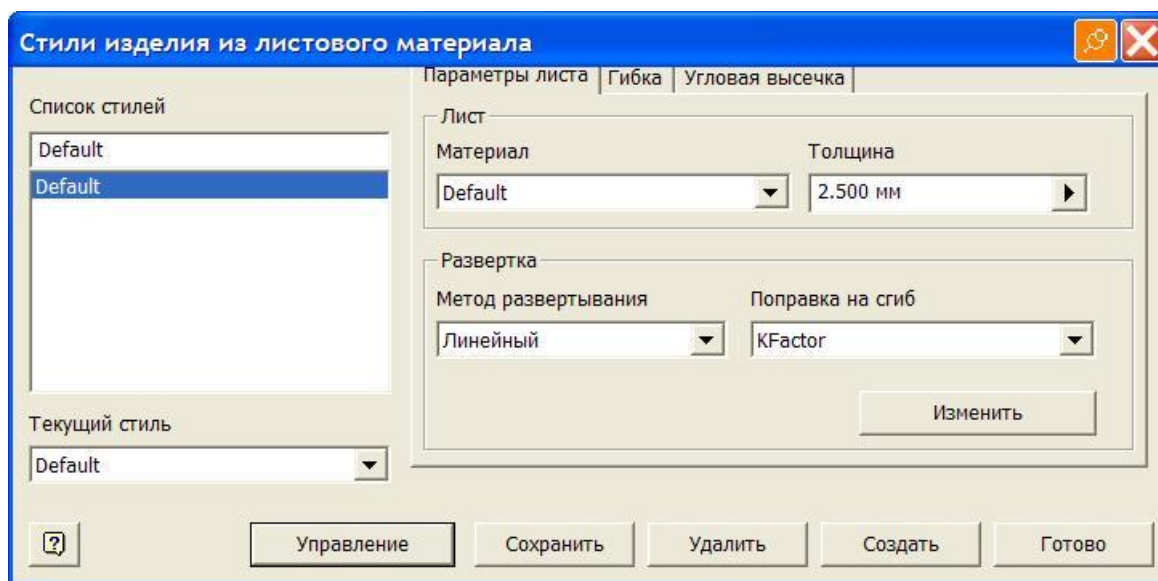 Стили изделия из листового материала
Список стилей
Default
Default
Текущий стиль
Default
Параметры листа Гибка Угловая высечка
Лист
Материал Толщина
Default 2.500 мм
Развертка
Метод развертывания Поправка на сгиб
Линейный KFactor
Изменить
Управление Сохранить Удалить Создать Готово